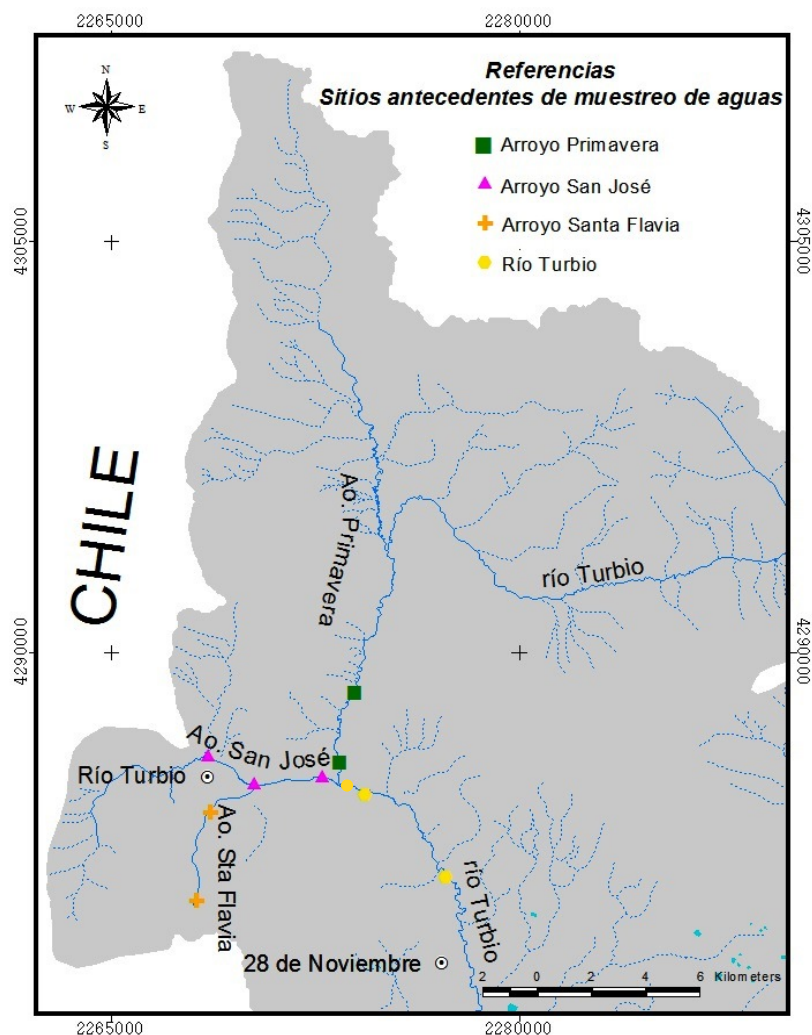 2265000
2280000
N
W
E
S
Referencias
Sitios antecedentes de muestreo de aguas
Arroyo Primavera
Arroyo San José
Arroyo Santa Flavia
Río Turbio
4305000
4305000
CHILE
Ao. Primavera
río Turbio
4290000
4290000
Ao. San José
Río Turbio
Ao. Sta Flavia
río Turbio
28 de Noviembre
2 0 2 4 6 Kilometers
2265000
2280000